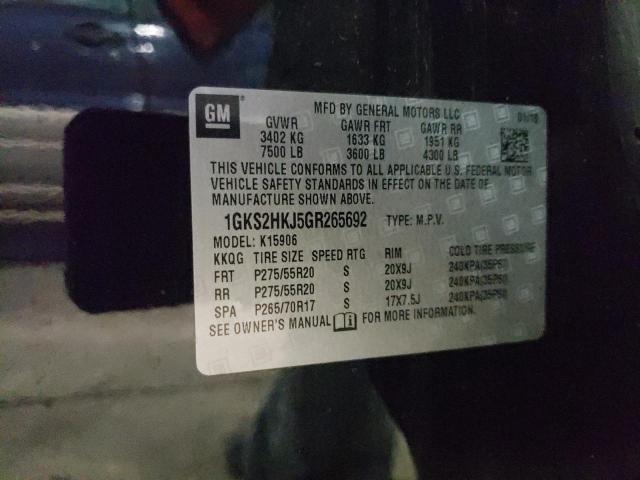 GM
MFD BY GENERAL MOTORS LLC 01/16
GVWR GAWR FRT GAWR RR
3402 KG 1633 KG 1951 KG
7500 LB 3600 LB 4300 LB
THIS VEHICLE CONFORMS TO ALL APPLICABLE U.S. FEDERAL MOTOR
VEHICLE SAFETY STANDARDS IN EFFECT ON THE DATE OF
MANUFACTURE SHOWN ABOVE.
1GKS2HKJ5GR265692 TYPE: M.P.V.
MODEL: K15906
KKQG TIRE SIZE SPEED RTG RIM COLD TIRE PRESSURE
FRT P275/55R20 S 20X9J 240KPA(35PSI)
RR P275/55R20 S 20X9J 240KPA(35PSI)
SPA P265/70R17 S 17X7.5J 240KPA(35PSI)
SEE OWNER'S MANUAL FOR MORE INFORMATION.